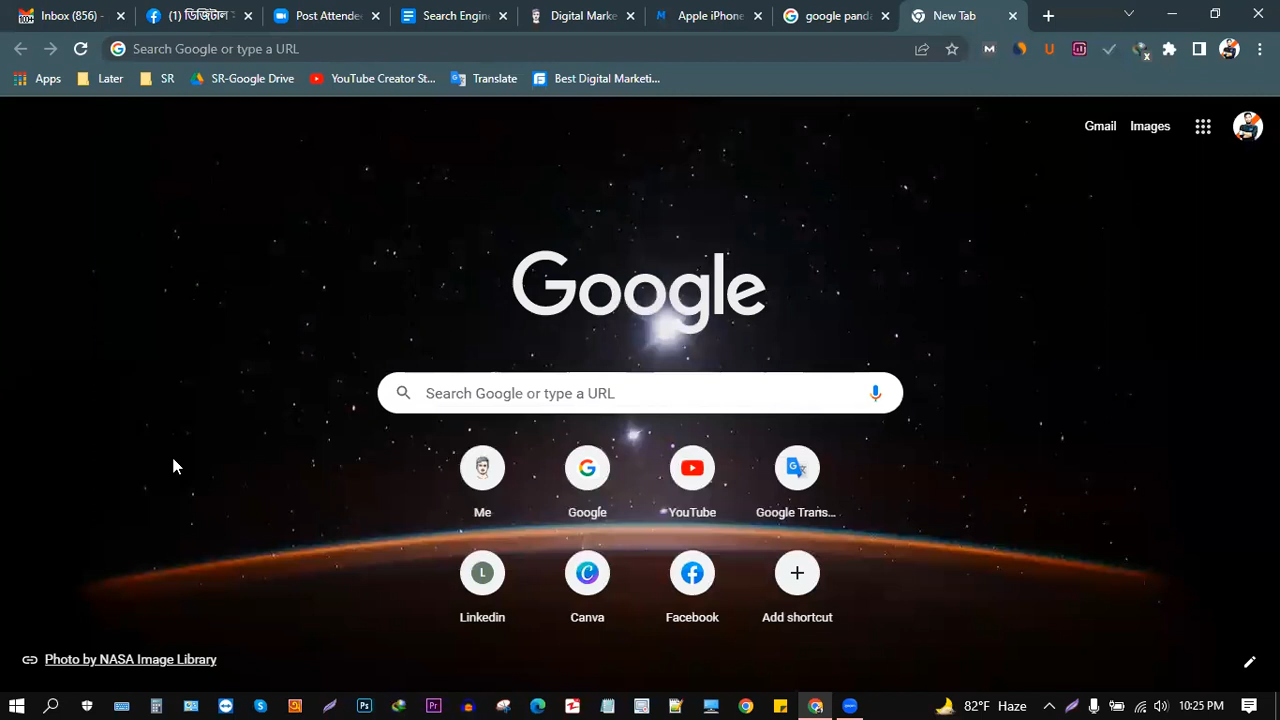 Inbox (856) -
(1) ডিজিটাল
Post Attende
Search Engin
Digital Marke
Apple iPhone
google panda
New Tab
Search Google or type a URL
Apps
Later
SR
SR-Google Drive
YouTube Creator St...
Translate
Best Digital Marketi...
Gmail
Images
Google
Search Google or type a URL
Me
Google
YouTube
Google Trans...
Linkedin
Canva
Facebook
Add shortcut
Photo by NASA Image Library
82°F Haze
10:25 PM